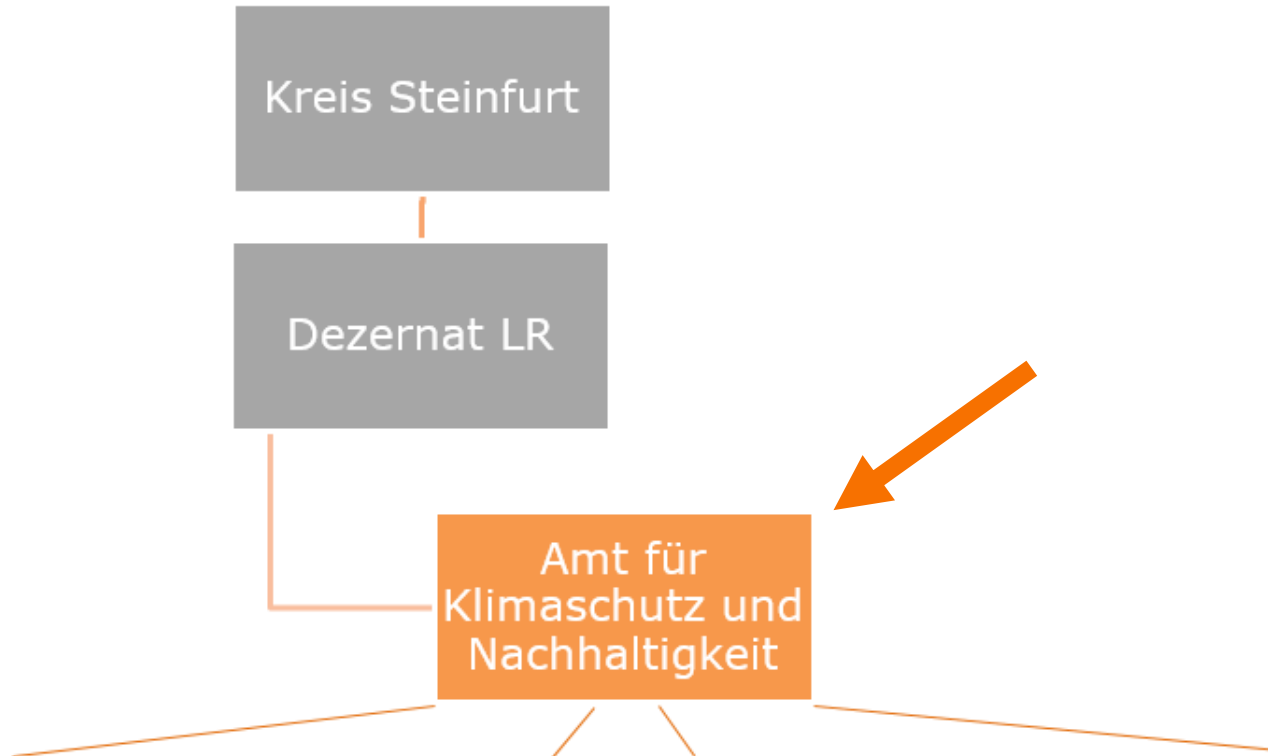 Kreis Steinfurt
Dezernat LR
Amt für
Klimaschutz und
Nachhaltigkeit